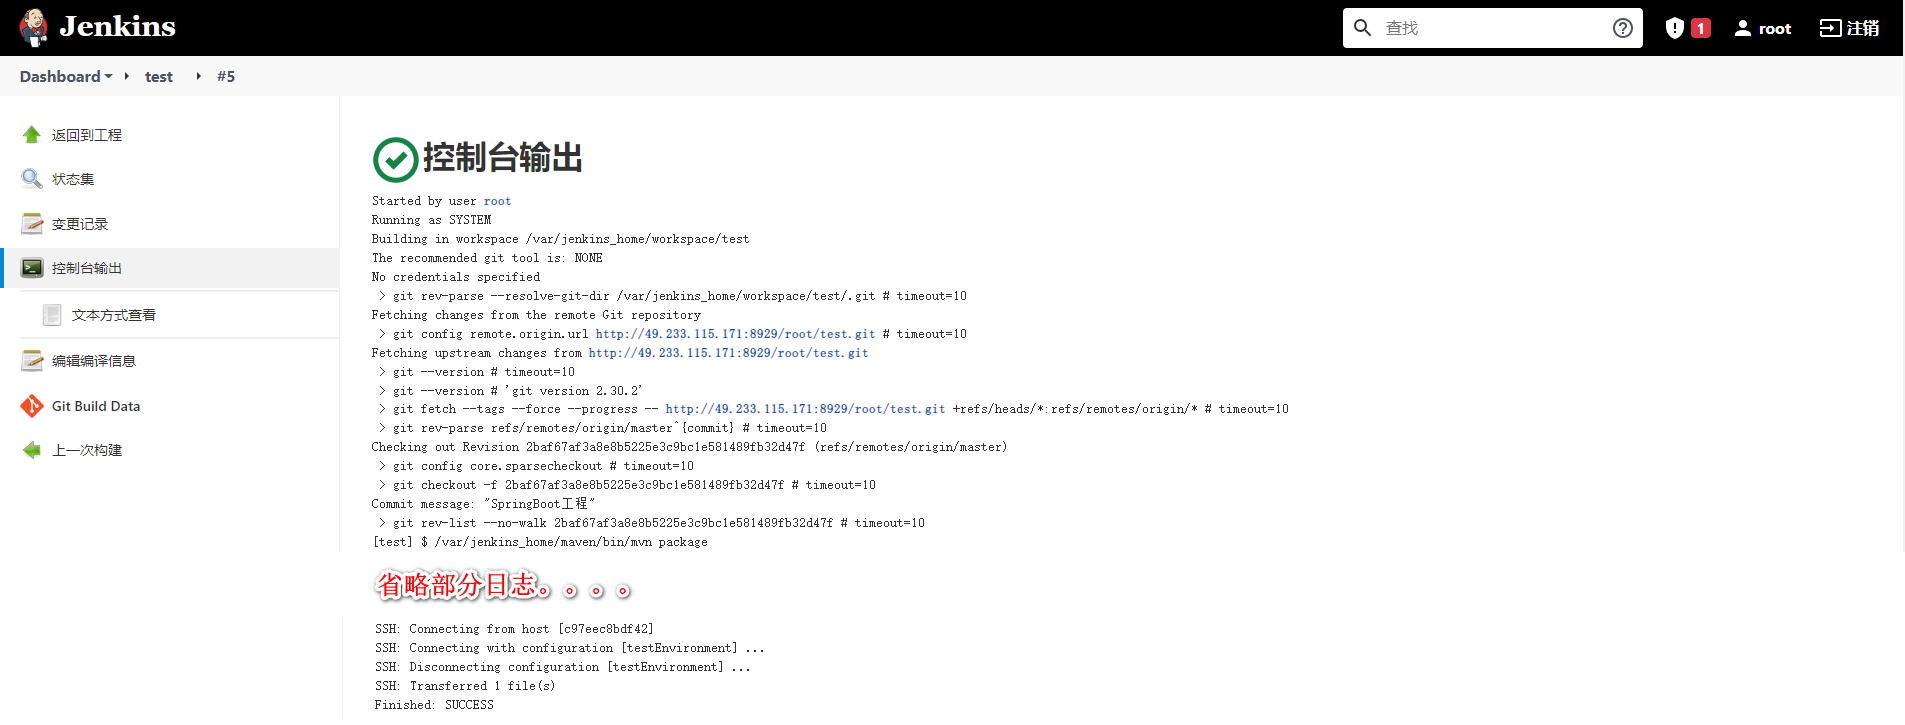 Jenkins
查找
1
root
注销
Dashboard
test
#5
返回到工程
状态集
变更记录
控制台输出
文本方式查看
编辑编译信息
Git Build Data
上一次构建
控制台输出
Started by user root
Running as SYSTEM
Building in workspace /var/jenkins_home/workspace/test
The recommended git tool is: NONE
No credentials specified
> git rev-parse --resolve-git-dir /var/jenkins_home/workspace/test/.git # timeout=10
Fetching changes from the remote Git repository
> git config remote.origin.url http://49.233.115.171:8929/root/test.git # timeout=10
Fetching upstream changes from http://49.233.115.171:8929/root/test.git
> git --version # timeout=10
> git --version # 'git version 2.30.2'
> git fetch --tags --force --progress -- http://49.233.115.171:8929/root/test.git +refs/heads/*:refs/remotes/origin/* # timeout=10
> git rev-parse refs/remotes/origin/master^{commit} # timeout=10
Checking out Revision 2baf67af3a8e8b5225e3c9bc1e581489fb32d47f (refs/remotes/origin/master)
> git config core.sparsecheckout # timeout=10
> git checkout -f 2baf67af3a8e8b5225e3c9bc1e581489fb32d47f # timeout=10
Commit message: "SpringBoot工程"
> git rev-list --no-walk 2baf67af3a8e8b5225e3c9bc1e581489fb32d47f # timeout=10
[test] $ /var/jenkins_home/maven/bin/mvn package
省略部分日志。。。。
SSH: Connecting from host [c97eec8bdf42]
SSH: Connecting with configuration [testEnvironment] ...
SSH: Disconnecting configuration [testEnvironment] ...
SSH: Transferred 1 file(s)
Finished: SUCCESS